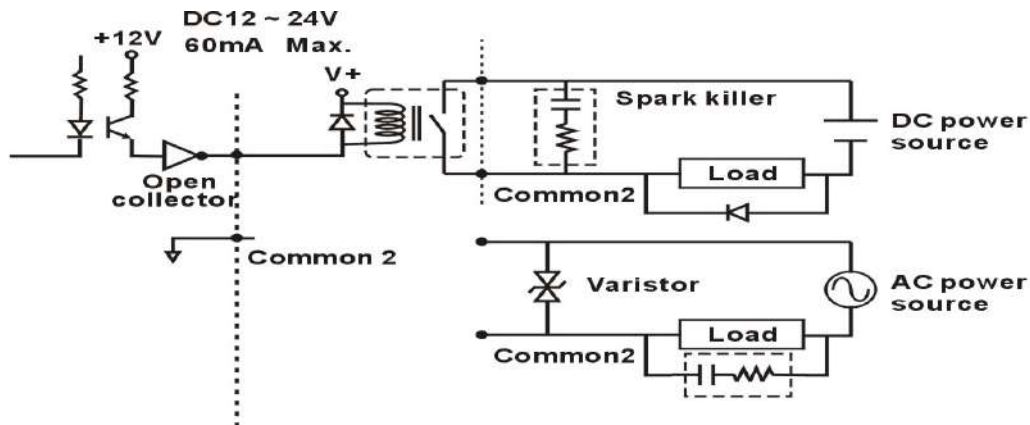 DC12 ~ 24V
+12V
60mA Max.
V+
Spark killer
DC power
source
Load
Open
collector
Common2
Common 2
Varistor
AC power
source
Load
Common2